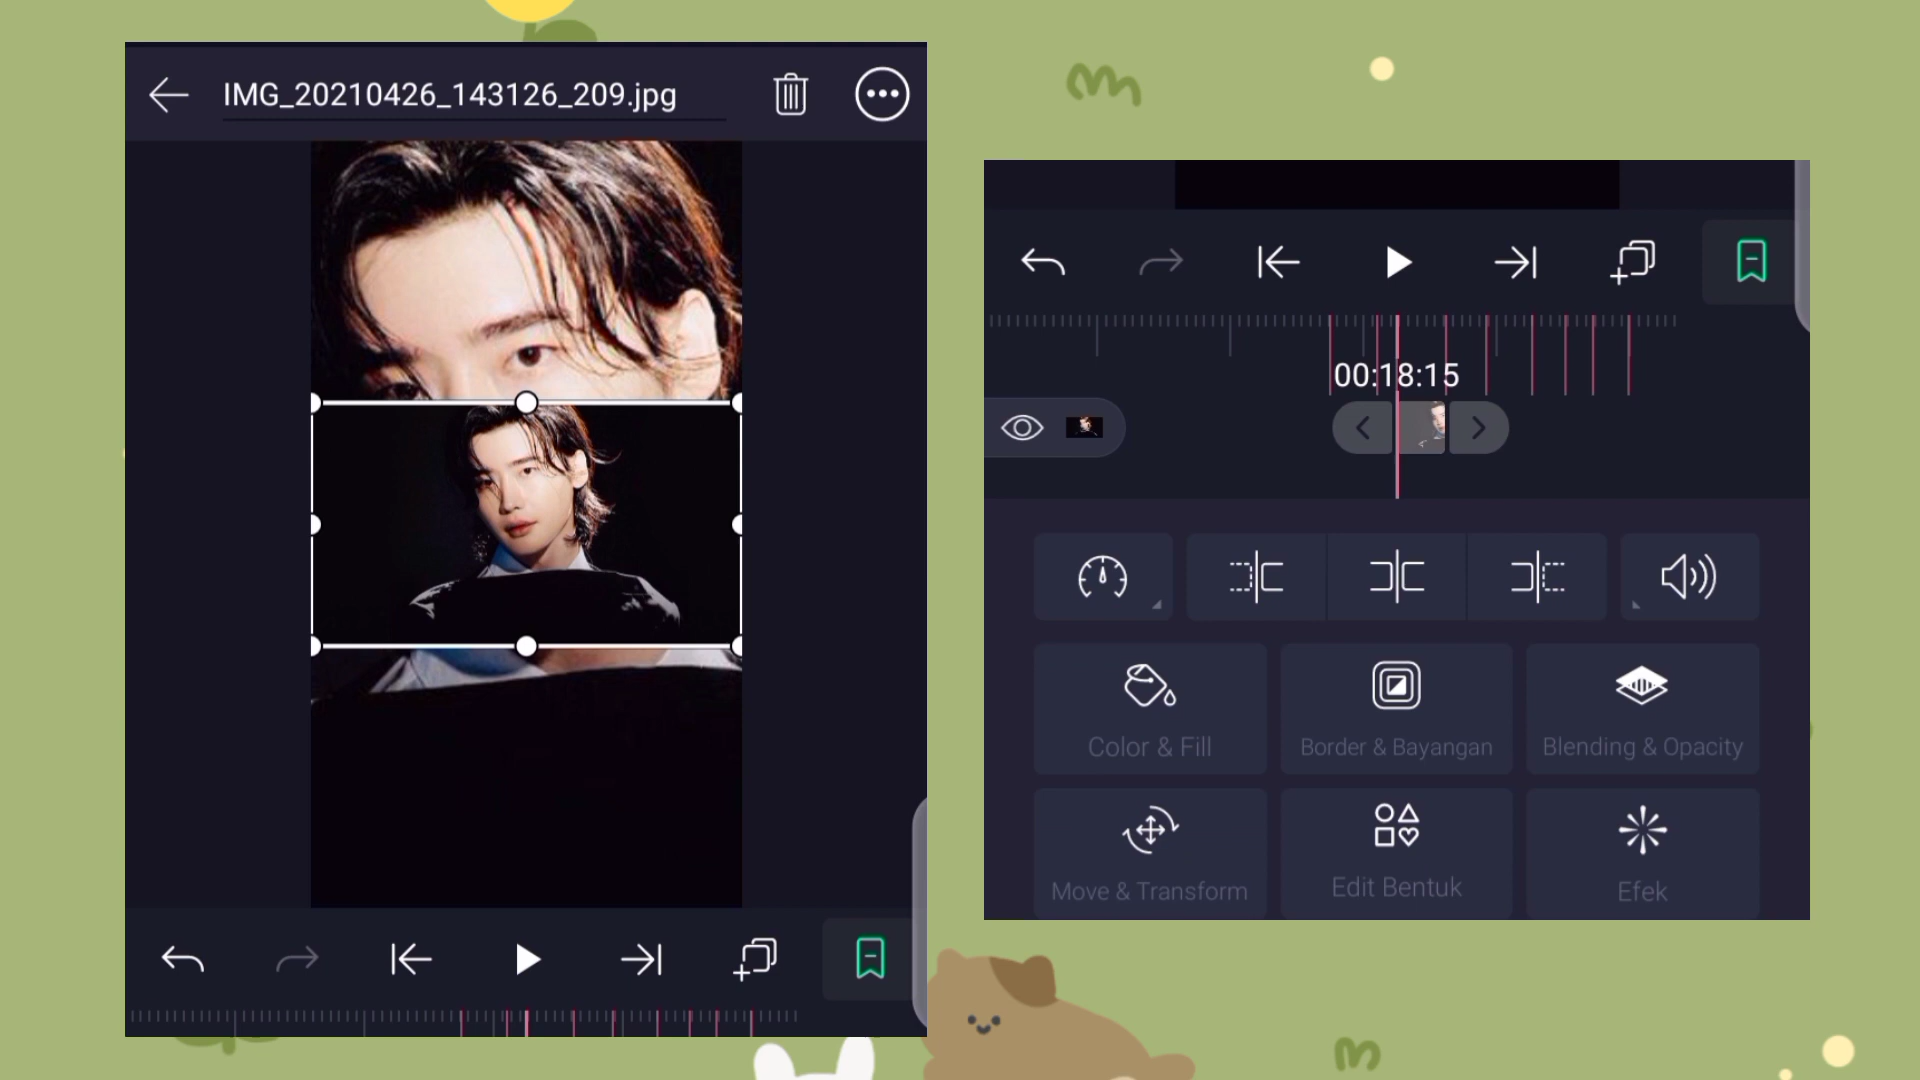 IMG_20210426_143126_209.jpg
00:18:15
Color & Fill
Border & Bayangan
Blending & Opacity
Move & Transform
Edit Bentuk
Efek